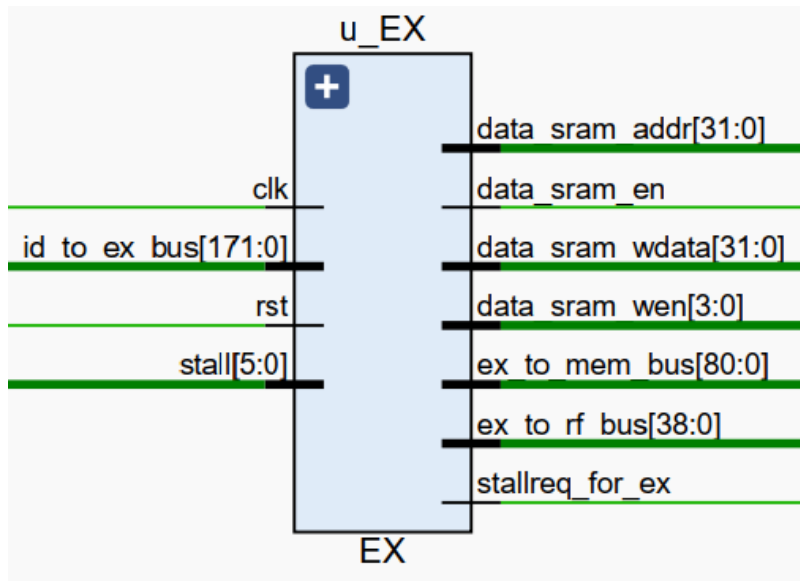 u_EX
+
clk
id_to_ex_bus[171:0]
rst
stall[5:0]
data_sram_addr[31:0]
data_sram_en
data_sram_wdata[31:0]
data_sram_wen[3:0]
ex_to_mem_bus[80:0]
ex_to_rf_bus[38:0]
stallreq_for_ex
EX